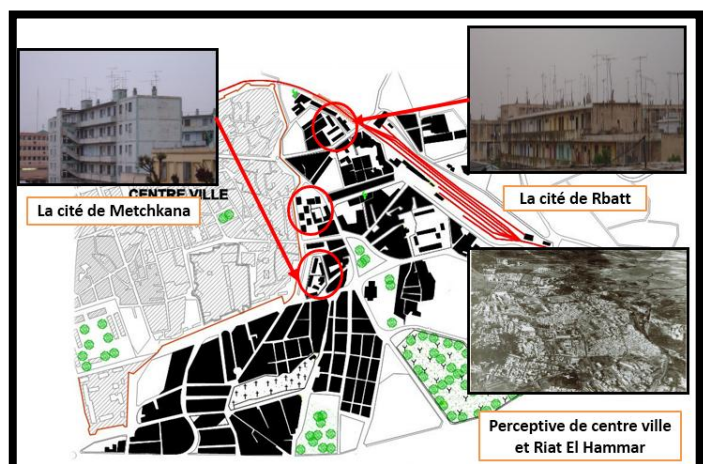 CENTRE VILLE
La cité de Metchkana
La cité de Rbatt
Perceptive de centre ville
et Riat El Hammar